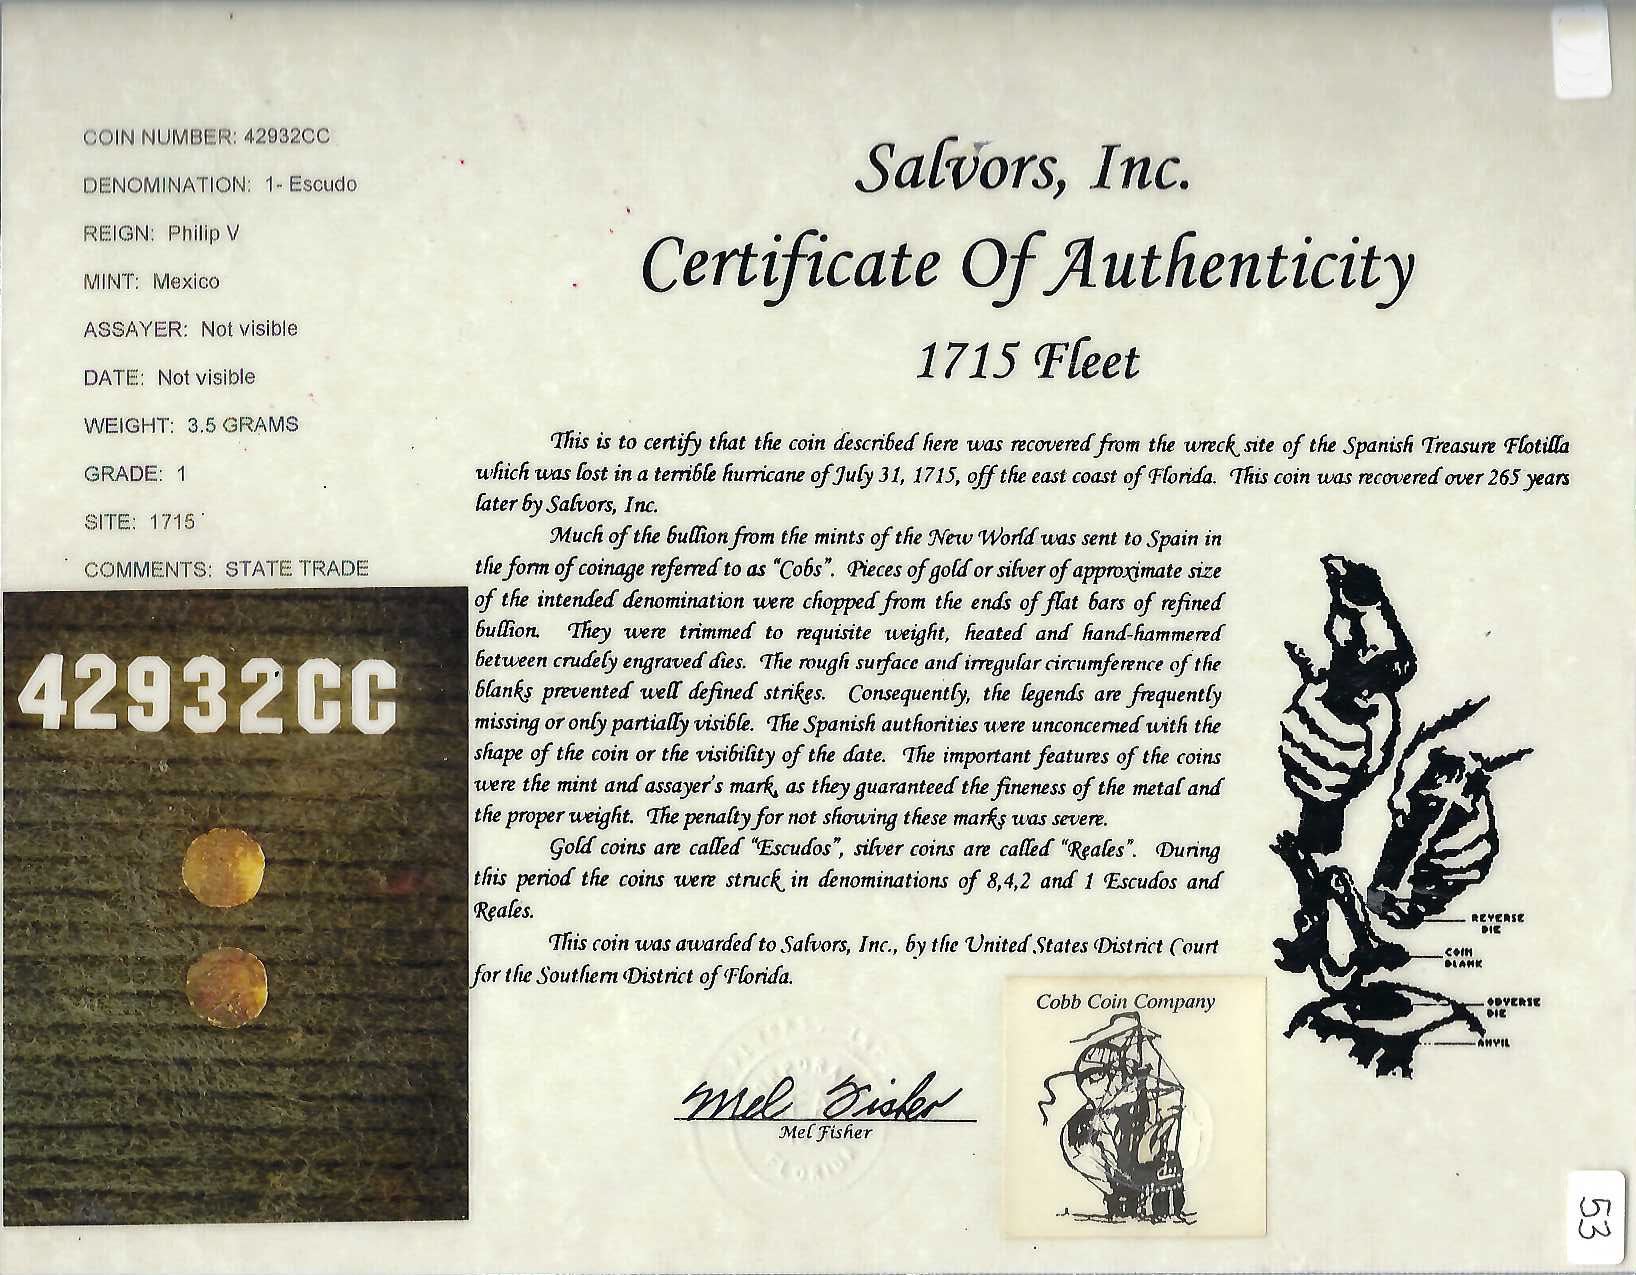 COIN NUMBER: 42932CC
DENOMINATION: 1- Escudo
REIGN: Philip V
MINT: Mexico
ASSAYER: Not visible
DATE: Not visible
WEIGHT: 3.5 GRAMS
GRADE: 1
SITE: 1715
COMMENTS: STATE TRADE
42932CC
Salvors, Inc.
Certificate Of Authenticity
1715 Fleet
This is to certify that the coin described here was recovered from the wreck site of the Spanish Treasure Flotilla
which was lost in a terrible hurricane of July 31, 1715, off the east coast of Florida. This coin was recovered over 265 years
later by Salvors, Inc.
Much of the bullion from the mints of the New World was sent to Spain in
the form of coinage referred to as “Cobs”. Pieces of gold or silver of approximate size
of the intended denomination were chopped from the ends of flat bars of refined
bullion. They were trimmed to requisite weight, heated and hand-hammered
between crudely engraved dies. The rough surface and irregular circumference of the
blanks prevented well defined strikes. Consequently, the legends are frequently
missing or only partially visible. The Spanish authorities were unconcerned with the
shape of the coin or the visibility of the date. The important features of the coins
were the mint and assayer's mark, as they guaranteed the fineness of the metal and
the proper weight. The penalty for not showing these marks was severe.
Gold coins are called “Escudos”, silver coins are called “Reales”. During
this period the coins were struck in denominations of 8,4,2 and 1 Escudos and
Reales.
This coin was awarded to Salvors, Inc., by the United States District Court
for the Southern District of Florida.
REVERSE
DIE
COIN
BLANK
OBVERSE
DIE
ANVIL
Cobb Coin Company
Mel Fisher
Mel Fisher
FLORIDA
53